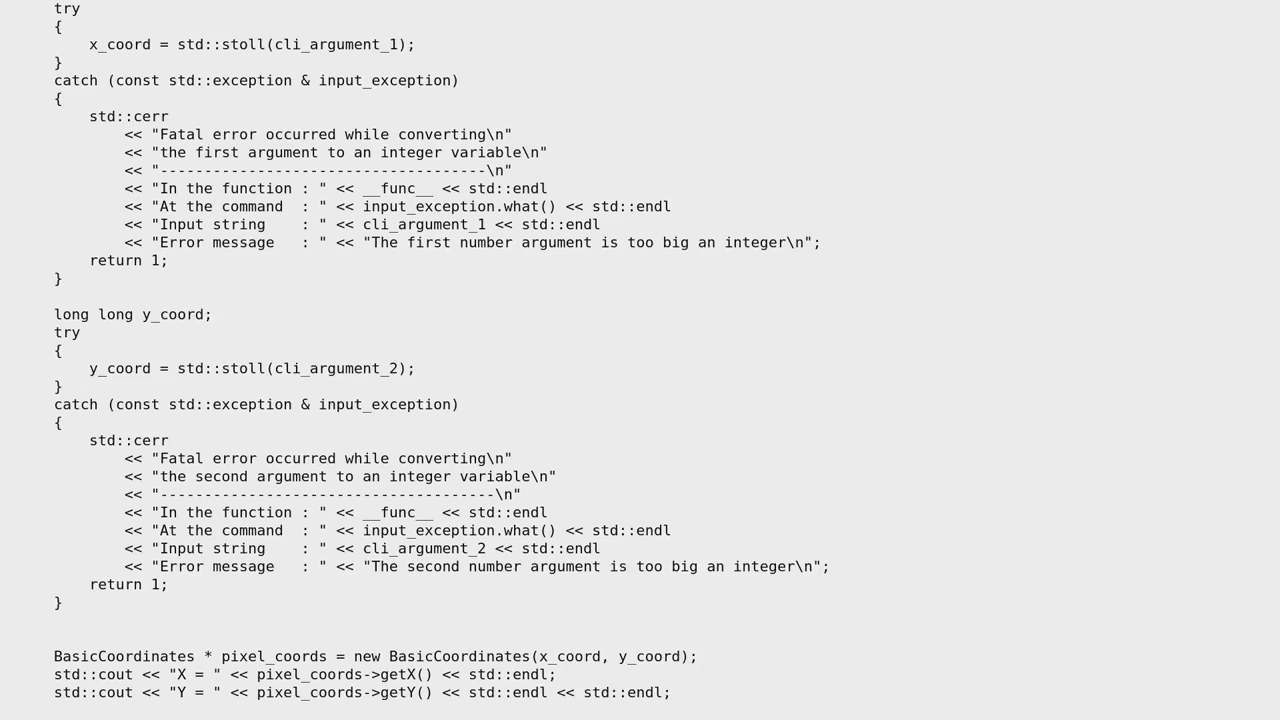 try
{
    x_coord = std::stoll(cli_argument_1);
}
catch (const std::exception & input_exception)
{
    std::cerr
        << "Fatal error occurred while converting\n"
        << "the first argument to an integer variable\n"
        << "-------------------------------------\n"
        << "In the function : " << __func__ << std::endl
        << "At the command  : " << input_exception.what() << std::endl
        << "Input string    : " << cli_argument_1 << std::endl
        << "Error message   : " << "The first number argument is too big an integer\n";
    return 1;
}

long long y_coord;
try
{
    y_coord = std::stoll(cli_argument_2);
}
catch (const std::exception & input_exception)
{
    std::cerr
        << "Fatal error occurred while converting\n"
        << "the second argument to an integer variable\n"
        << "--------------------------------------\n"
        << "In the function : " << __func__ << std::endl
        << "At the command  : " << input_exception.what() << std::endl
        << "Input string    : " << cli_argument_2 << std::endl
        << "Error message   : " << "The second number argument is too big an integer\n";
    return 1;
}


BasicCoordinates * pixel_coords = new BasicCoordinates(x_coord, y_coord);
std::cout << "X = " << pixel_coords->getX() << std::endl;
std::cout << "Y = " << pixel_coords->getY() << std::endl << std::endl;